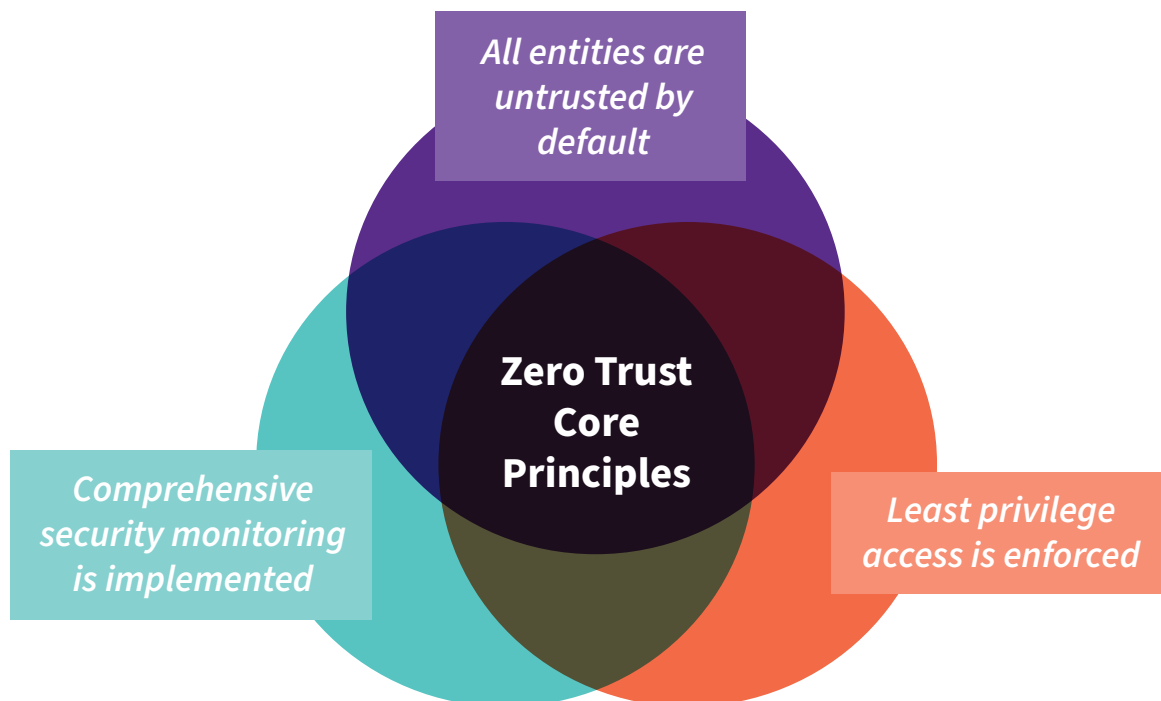 All entities are
untrusted by
default
Zero Trust
Core
Principles
Comprehensive
security monitoring
is implemented
Least privilege
access is enforced